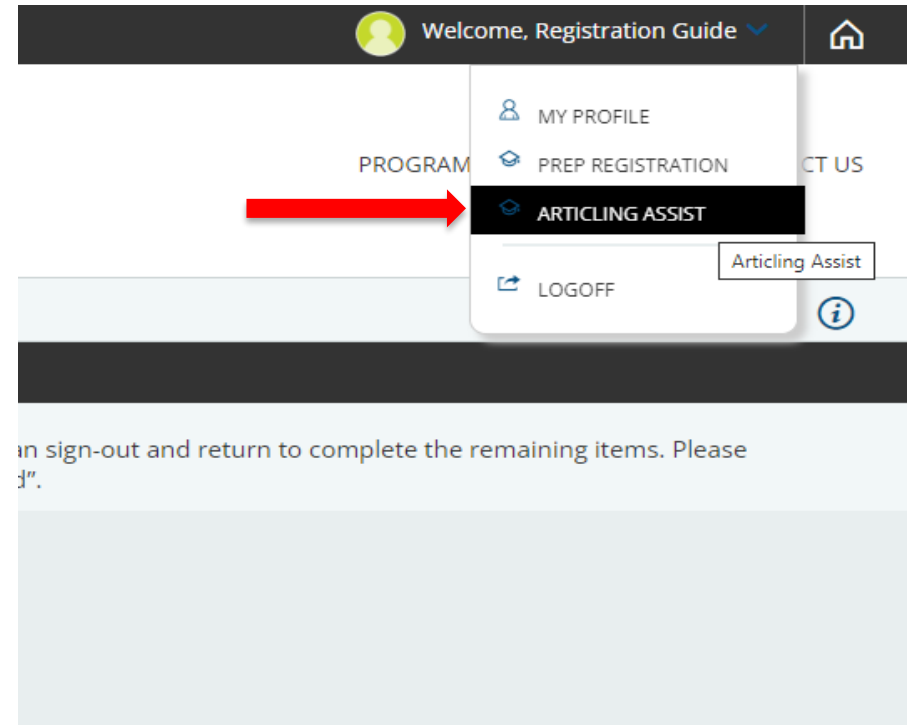 Welcome, Registration Guide
MY PROFILE
PROGRAM
PREP REGISTRATION
CT US
ARTICLING ASSIST
Articling Assist
LOGOFF
an sign-out and return to complete the remaining items. Please
d”.